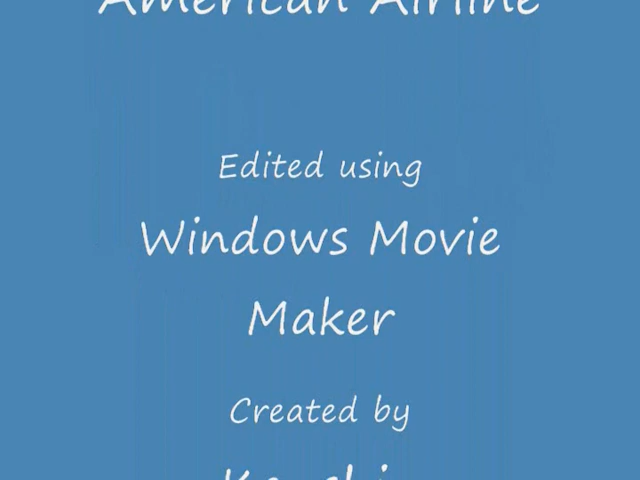 American Airline
Edited using
Windows Movie
Maker
Created by